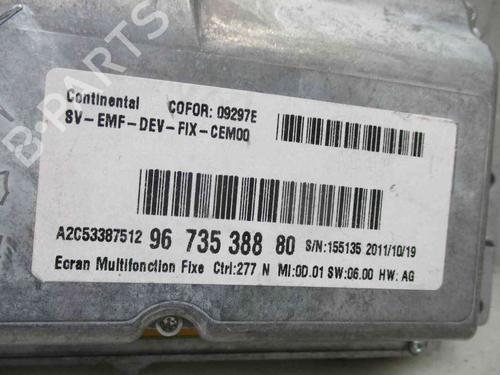 Continental COFOR: 09297E
SV-EMF-DEV-FIX-CEM00
A2C53387512 96 735 388 80 S/N:155135 2011/10/19
Ecran Multifonction Fixe Ctrl:277 N MI:0D.01 SW:06.00 HW: AG
B-PARTS